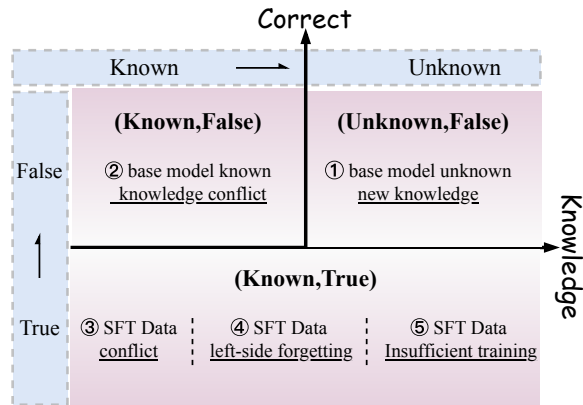 Correct
Known
Unknown
(Known,False)
(Unknown,False)
False
② base model known
knowledge conflict
① base model unknown
new knowledge
Knowledge
(Known,True)
True
③ SFT Data
conflict
④ SFT Data
left-side forgetting
⑤ SFT Data
Insufficient training